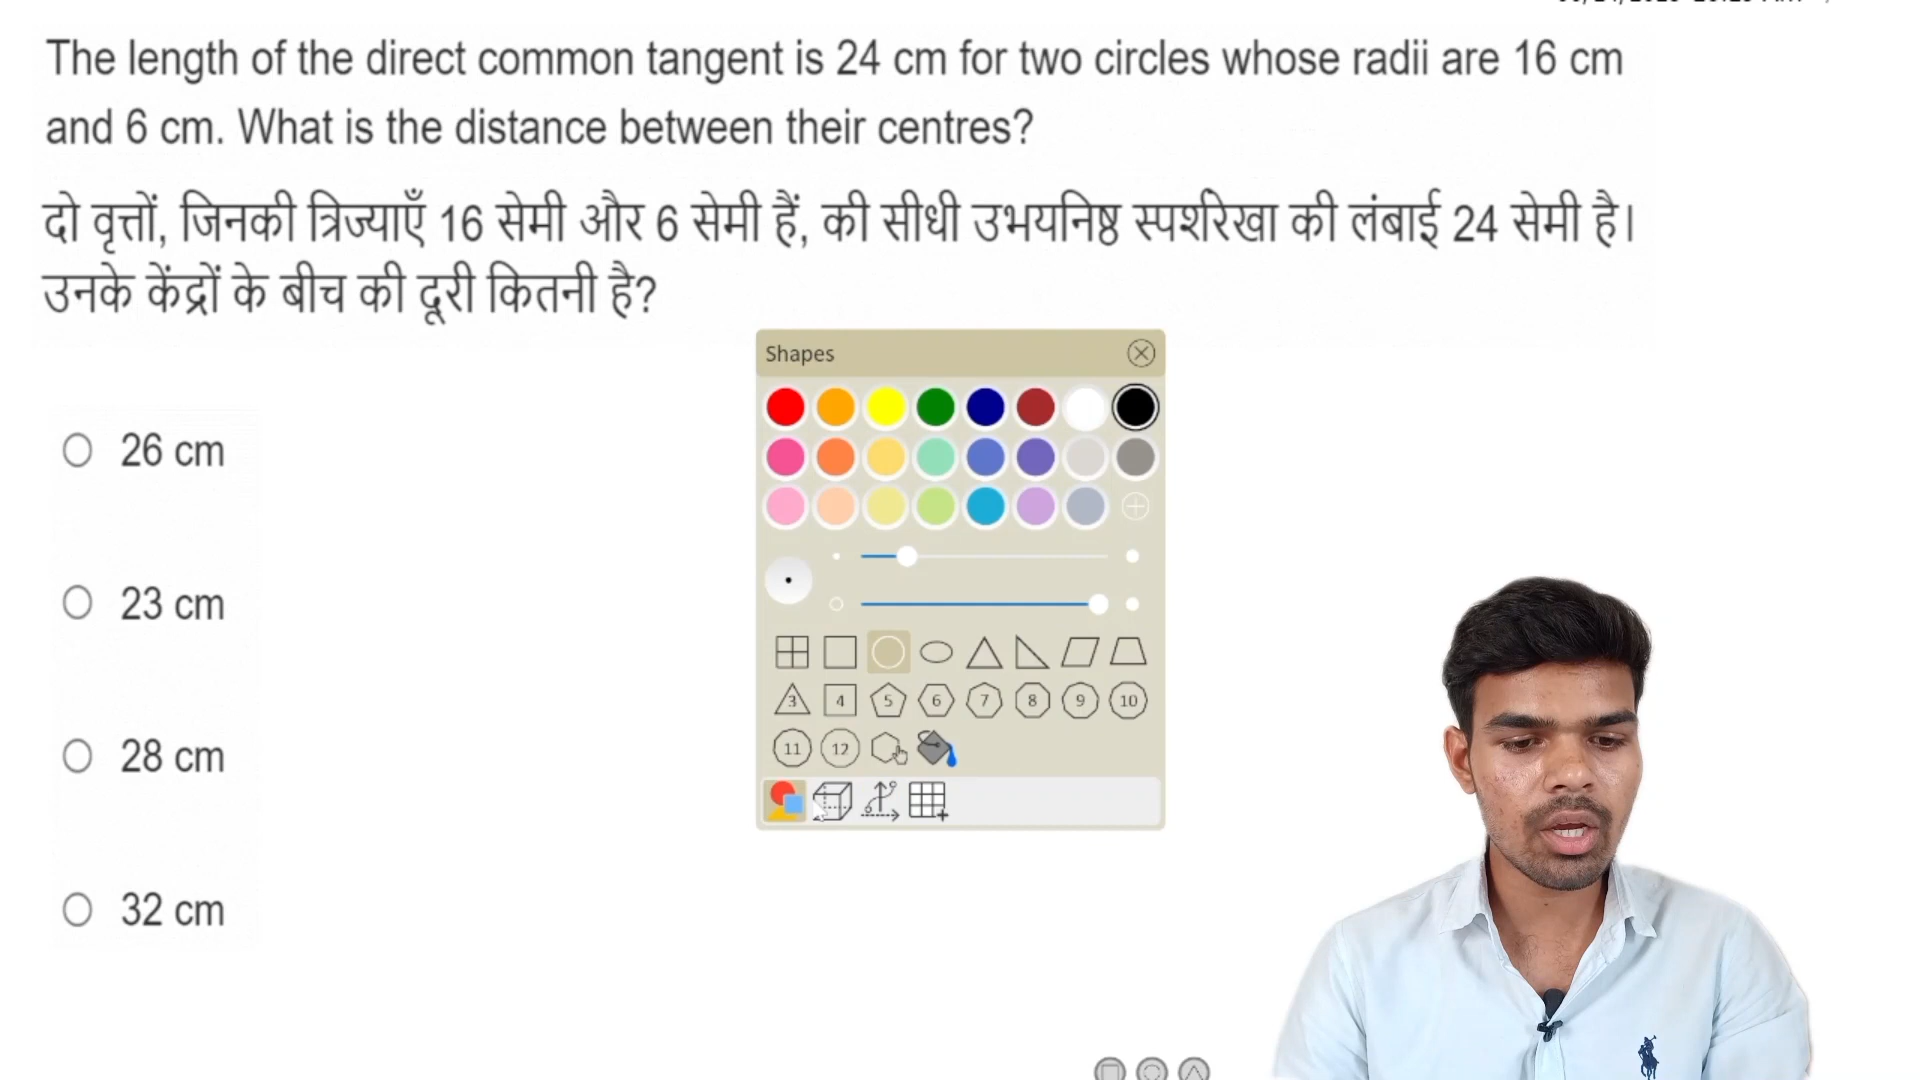 The length of the direct common tangent is 24 cm for two circles whose radii are 16 cm
and 6 cm. What is the distance between their centres?
दो वृत्तों, जिनकी त्रिज्याएँ 16 सेमी और 6 सेमी हैं, की सीधी उभयनिष्ठ स्पर्शरेखा की लंबाई 24 सेमी है।
उनके केंद्रों के बीच की दूरी कितनी है?
Shapes
26 cm
23 cm
3 4 5 6 7 8 9 10
11 12
28 cm
32 cm